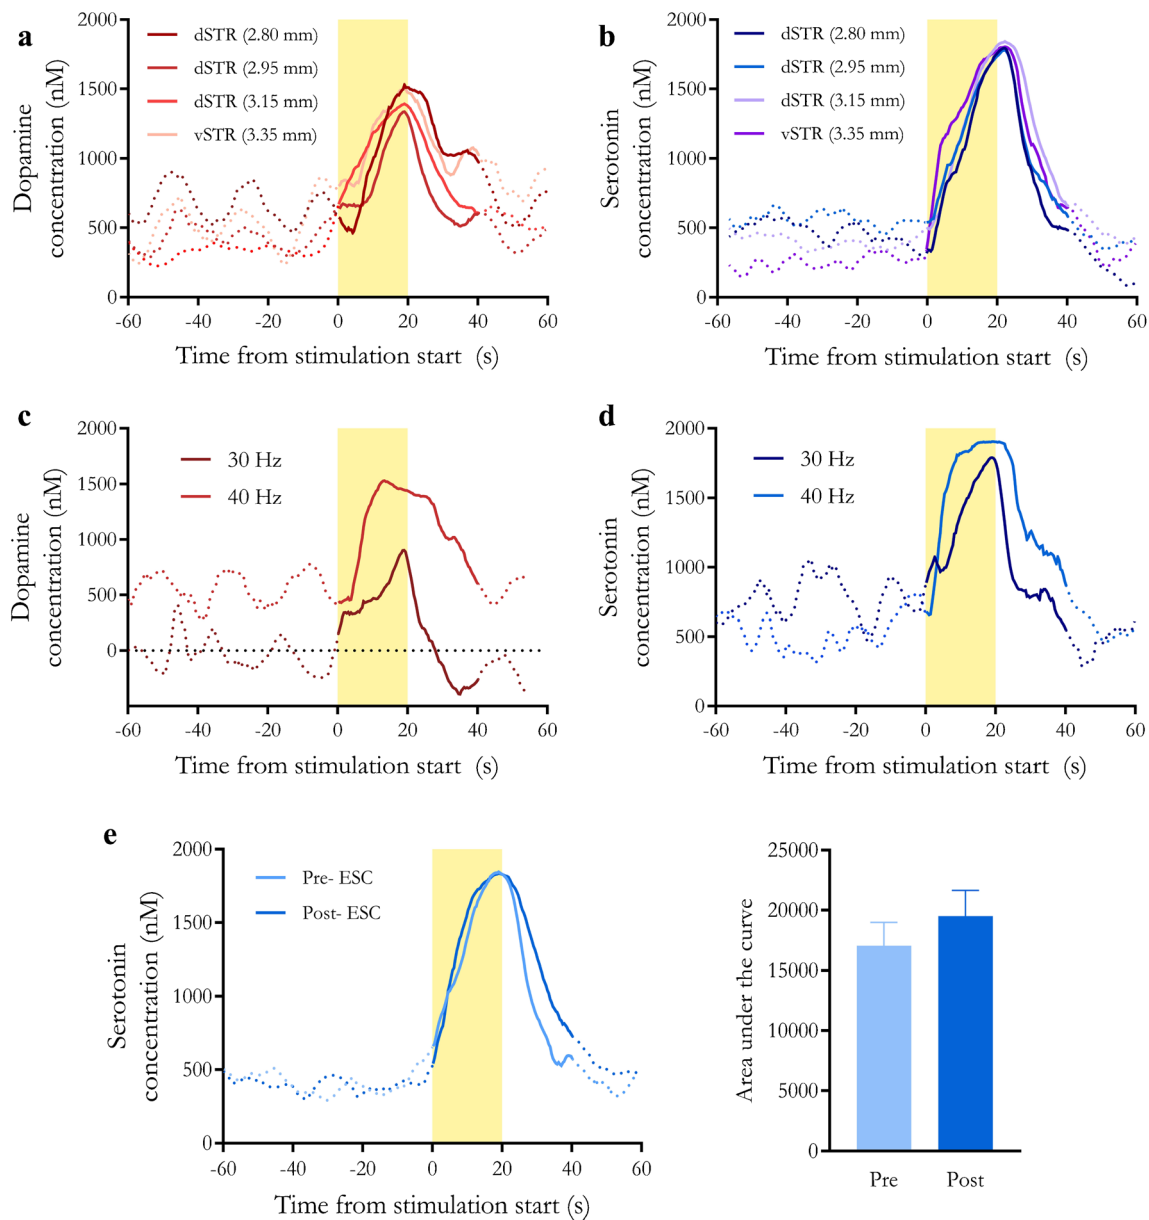 a
dSTR (2.80 mm)
dSTR (2.95 mm)
dSTR (3.15 mm)
vSTR (3.35 mm)
Dopamine
concentration (nM)
2000
1500
1000
500
0
-60 -40 -20 0 20 40 60
Time from stimulation start (s)
b
dSTR (2.80 mm)
dSTR (2.95 mm)
dSTR (3.15 mm)
vSTR (3.35 mm)
Serotonin
concentration (nM)
2000
1500
1000
500
0
-60 -40 -20 0 20 40 60
Time from stimulation start (s)
c
30 Hz
40 Hz
Dopamine
concentration (nM)
2000
1500
1000
500
0
-60 -40 -20 0 20 40 60
Time from stimulation start (s)
d
30 Hz
40 Hz
Serotonin
concentration (nM)
2000
1500
1000
500
0
-60 -40 -20 0 20 40 60
Time from stimulation start (s)
e
Pre- ESC
Post- ESC
Serotonin
concentration (nM)
2000
1500
1000
500
0
-60 -40 -20 0 20 40 60
Time from stimulation start (s)
Area under the curve
25000
20000
15000
10000
5000
0
Pre Post